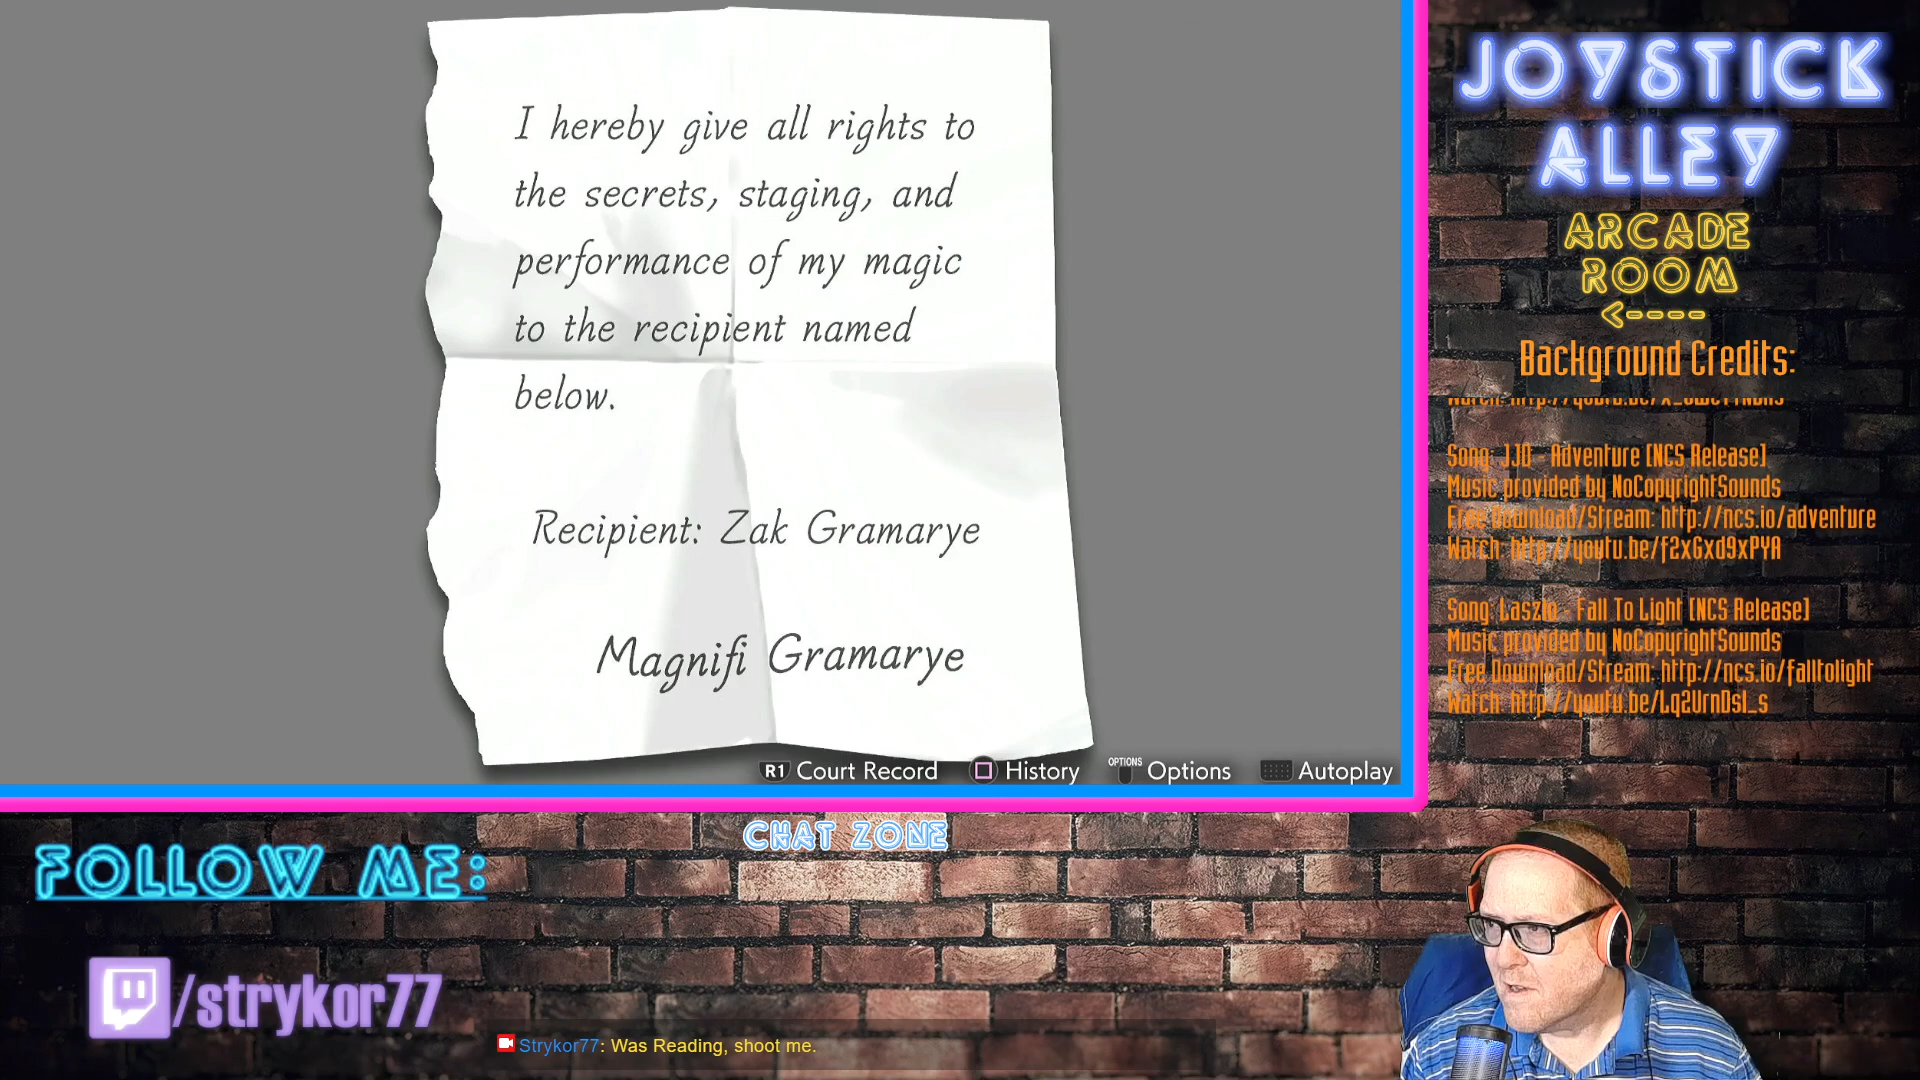 I hereby give all rights to
the secrets, staging, and
performance of my magic
to the recipient named
below.
Recipient: Zak Gramarye
Magnifi Gramarye
R1 Court Record
History
OPTIONS Options
Autoplay
JOYSTICK
ALLEY
ARCADE
ROOM
<----
Background Credits:
Song: JJD - Adventure [NCS Release]
Music provided by NoCopyrightSounds
Free Download/Stream: http://ncs.io/adventure
Watch: http://youtu.be/f2xGxd9xPYA
Song: Laszlo - Fall To Light [NCS Release]
Music provided by NoCopyrightSounds
Free Download/Stream: http://ncs.io/falltolight
Watch: http://youtu.be/Lq2UrnDsl_s
CHAT ZONE
FOLLOW ME:
/strykor77
Strykor77: Was Reading, shoot me.